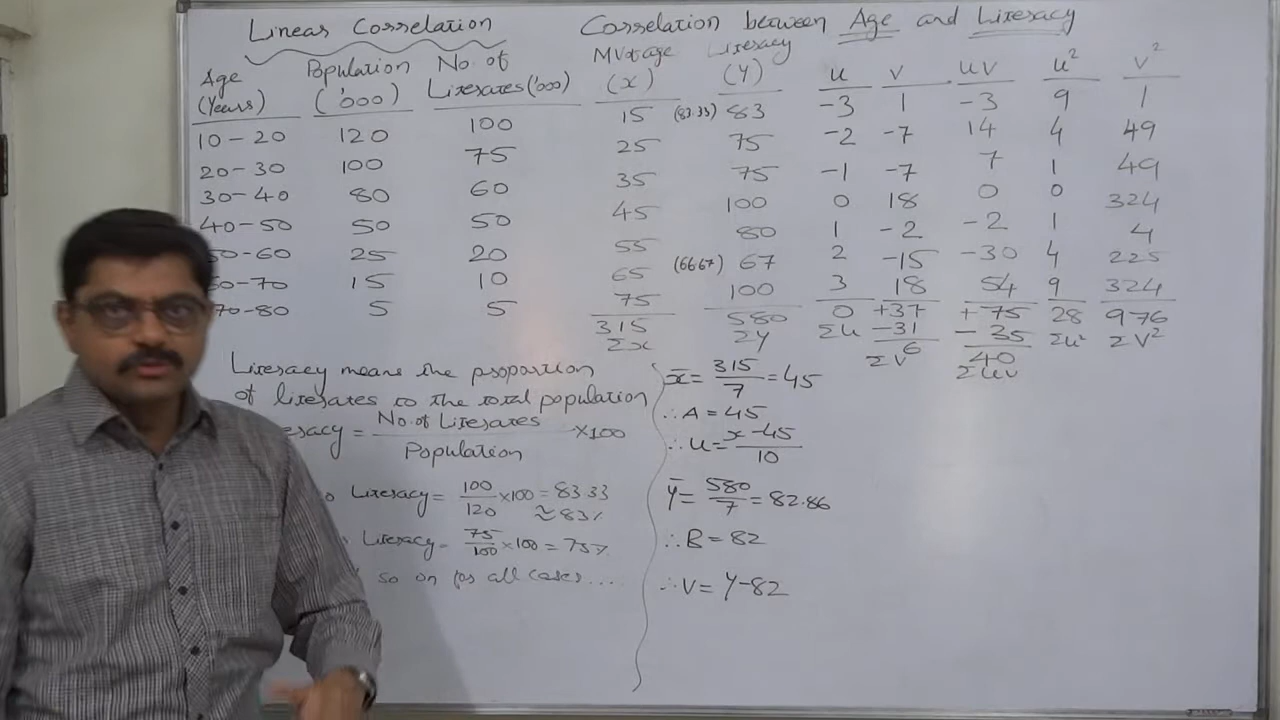 Linear Correlation
Correlation between Age and Literacy
Age (Years) Population ('000) No. of Literates ('000) M.V. of age (x) Literacy (y) u v uv u² v²
10-20 120 100 15 (83.33) 83 -3 1 -3 9 1
20-30 100 75 25 75 -2 -7 14 4 49
30-40 80 60 35 75 -1 -7 7 1 49
40-50 50 50 45 100 0 18 0 0 324
50-60 25 20 55 80 1 -2 -2 1 4
60-70 15 10 65 (66.67) 67 2 -15 -30 4 225
70-80 5 5 75 100 3 18 54 9 324
315 580 0 +37 +75 28 976
Σx Σy Σu -31 -35 Σu² Σv²
6 40
Σv Σuv
Literacy means the proportion
of literates to the total population
= No. of Literates / Population ×100
Literacy = 100/120 ×100 = 83.33
≈ 83%
Literacy = 75/100 ×100 = 75%
so on for all cases....
x̄ = 315/7 = 45
∴ A = 45
∴ u = x-45/10
ȳ = 580/7 = 82.86
∴ B = 82
∴ v = y-82